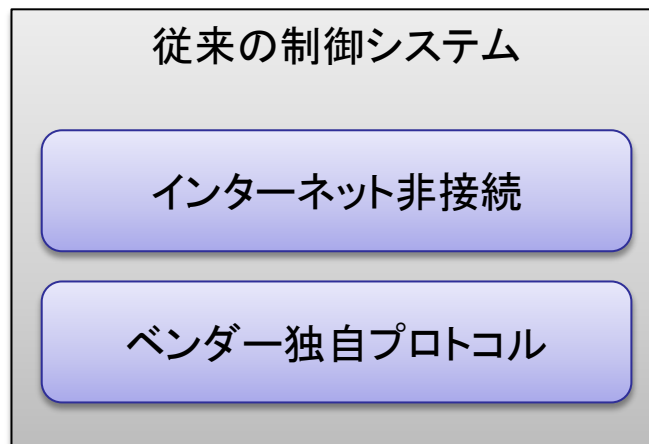 従来の制御システム
インターネット非接続
ベンダー独自プロトコル